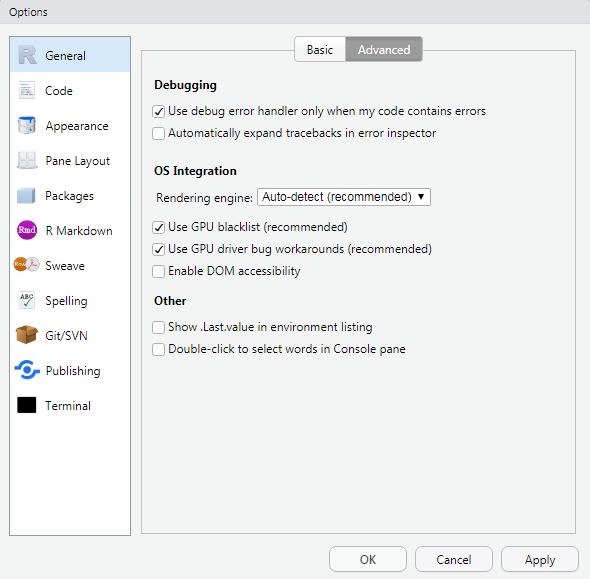 Options
General
Code
Appearance
Pane Layout
Packages
Rmd R Markdown
Rnw Sweave
ABC Spelling
Git/SVN
Publishing
Terminal
Basic Advanced
Debugging
Use debug error handler only when my code contains errors
Automatically expand tracebacks in error inspector
OS Integration
Rendering engine: Auto-detect (recommended)
Use GPU blacklist (recommended)
Use GPU driver bug workarounds (recommended)
Enable DOM accessibility
Other
Show .Last.value in environment listing
Double-click to select words in Console pane
OK Cancel Apply